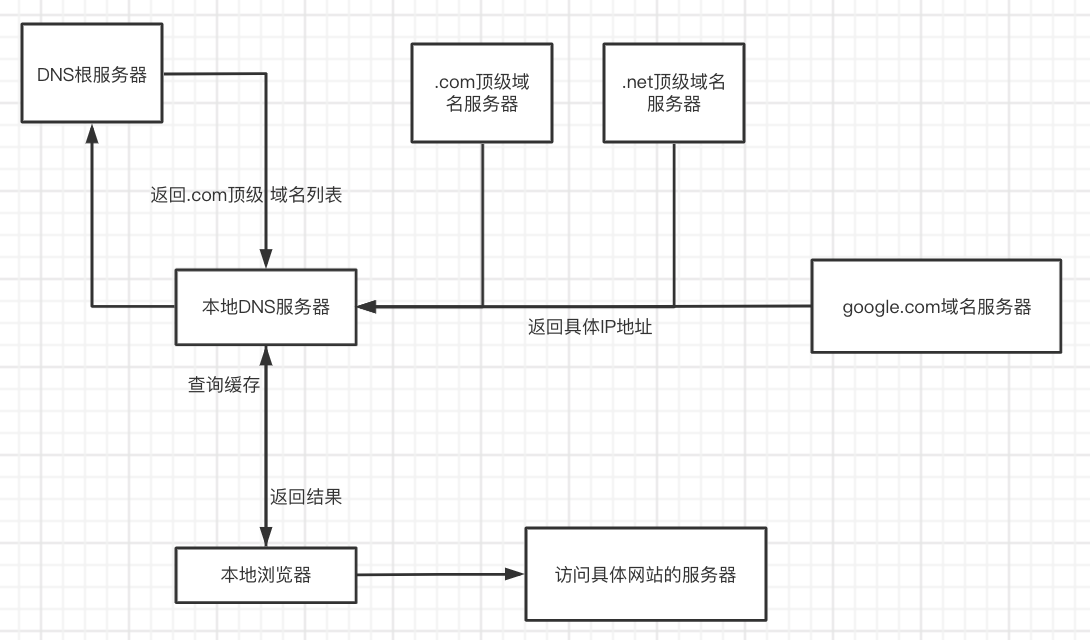 DNS根服务器
.com顶级域
名服务器
.net顶级域名
服务器
返回.com顶级 域名列表
本地DNS服务器
google.com域名服务器
返回具体IP地址
查询缓存
返回结果
本地浏览器
访问具体网站的服务器